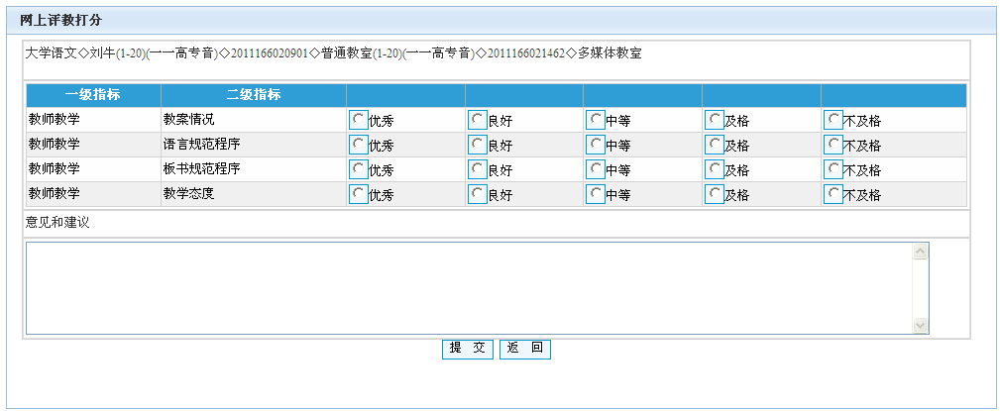 网上评教打分
大学语文◇刘牛(1-20)(一一高专音)◇2011166020901◇普通教室(1-20)(一一高专音)◇2011166021462◇多媒体教室
一级指标 二级指标
教师教学 教案情况 优秀 良好 中等 及格 不及格
教师教学 语言规范程序 优秀 良好 中等 及格 不及格
教师教学 板书规范程序 优秀 良好 中等 及格 不及格
教师教学 教学态度 优秀 良好 中等 及格 不及格
意见和建议
提 交 返 回